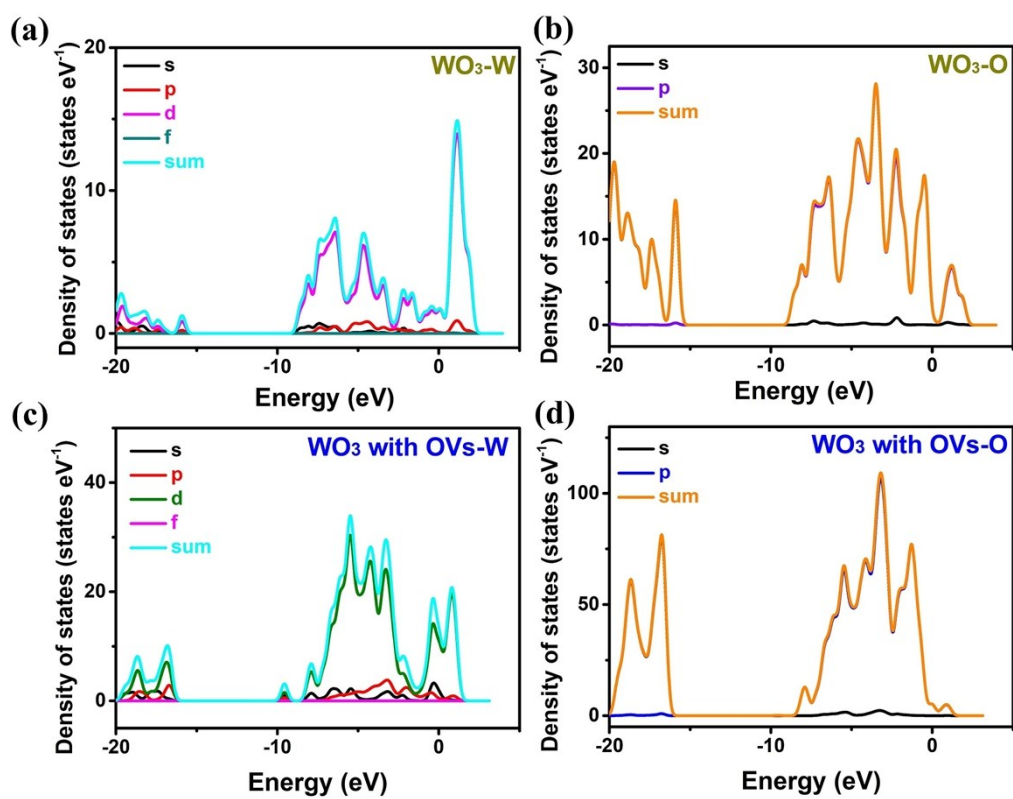 (a)
WO₃-W
s
p
d
f
sum
20
10
0
-20
-10
0
Density of states (states eV⁻¹)
Energy (eV)
(b)
WO₃-O
s
p
sum
30
20
10
0
-20
-10
0
Density of states (states eV⁻¹)
Energy (eV)
(c)
WO₃ with OVs-W
s
p
d
f
sum
40
20
0
-20
-10
0
Density of states (states eV⁻¹)
Energy (eV)
(d)
WO₃ with OVs-O
s
p
sum
100
50
0
-20
-10
0
Density of states (states eV⁻¹)
Energy (eV)